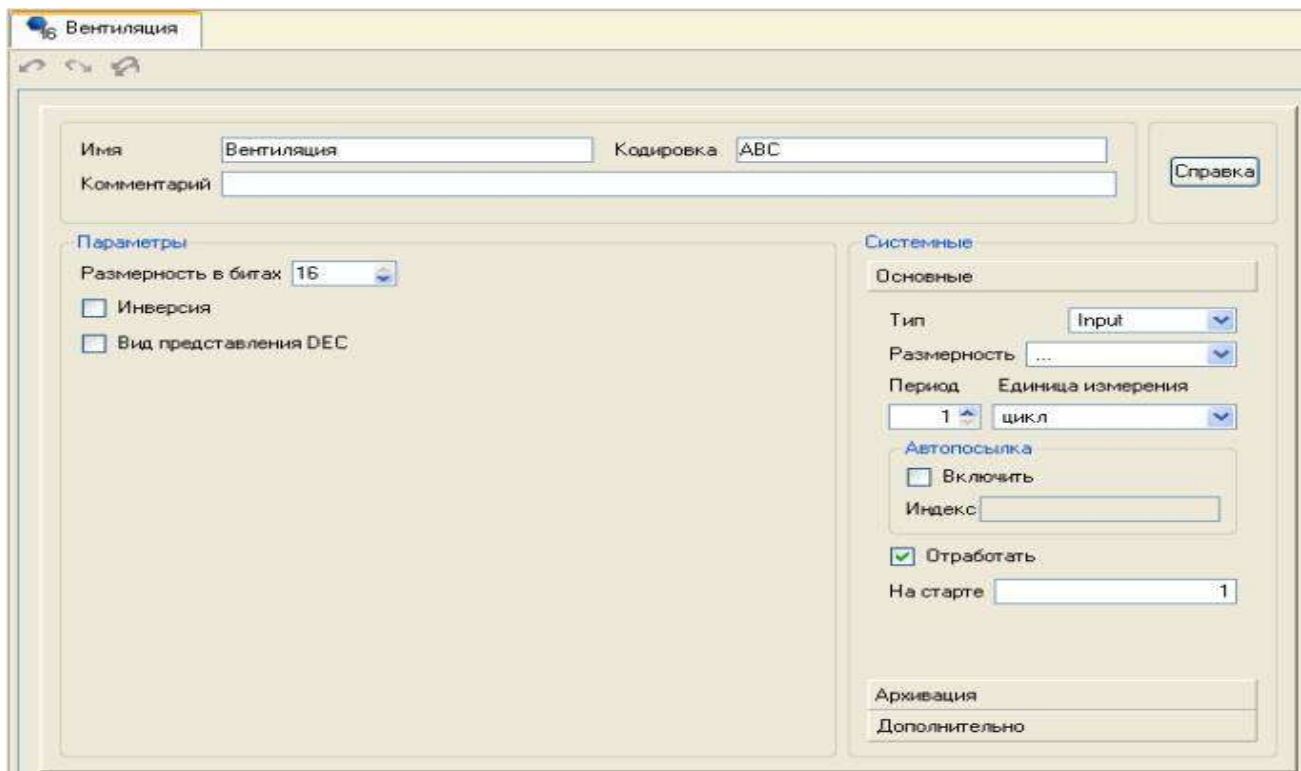 16 Вентиляция
Имя Вентиляция Кодировка ABC
Комментарий
Справка
Параметры
Размерность в битах 16
Инверсия
Вид представления DEC
Системные
Основные
Тип Input
Размерность ...
Период Единица измерения
1 цикл
Автопосылка
Включить
Индекс
Отработать
На старте 1
Архивация
Дополнительно